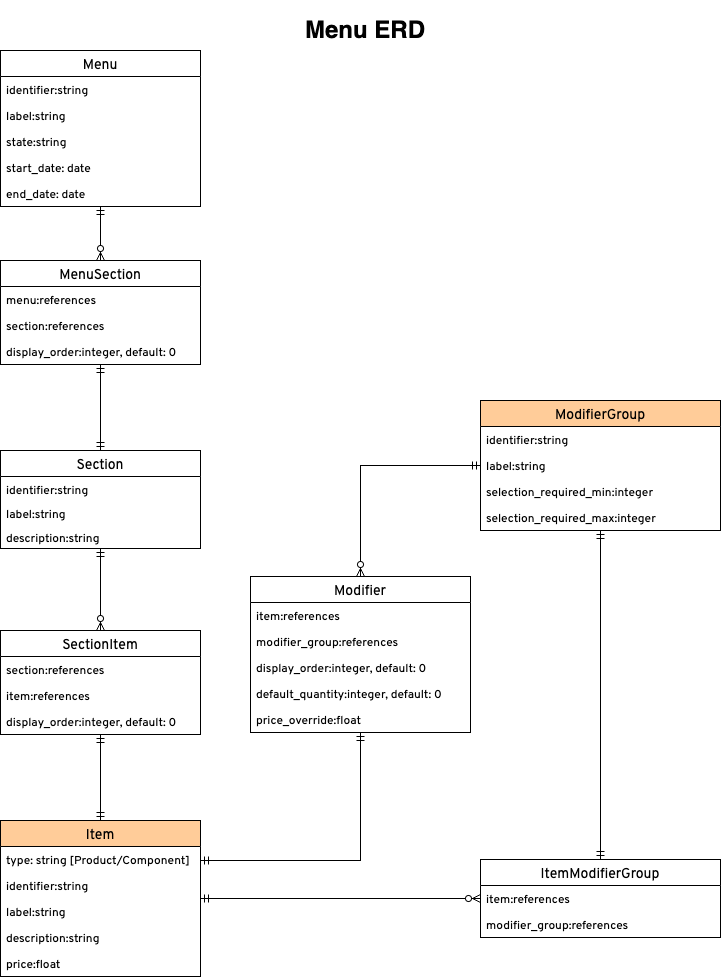 Menu ERD
Menu
identifier:string
label:string
state:string
start_date: date
end_date: date
MenuSection
menu:references
section:references
display_order:integer, default: 0
Section
identifier:string
label:string
description:string
SectionItem
section:references
item:references
display_order:integer, default: 0
Item
type: string [Product/Component]
identifier:string
label:string
description:string
price:float
Modifier
item:references
modifier_group:references
display_order:integer, default: 0
default_quantity:integer, default: 0
price_override:float
ModifierGroup
identifier:string
label:string
selection_required_min:integer
selection_required_max:integer
ItemModifierGroup
item:references
modifier_group:references